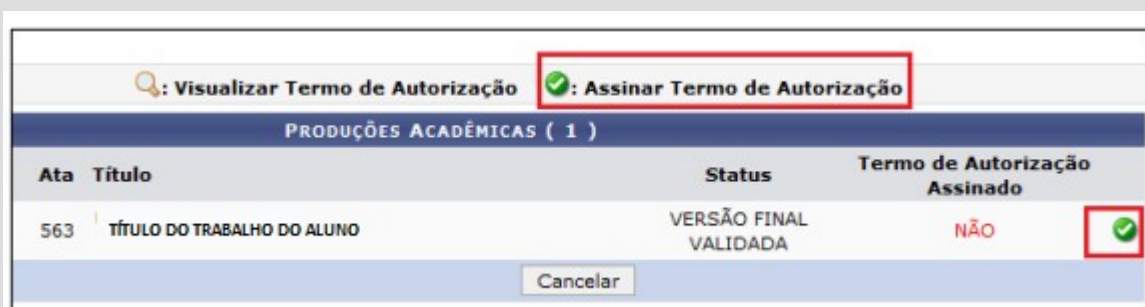 : Visualizar Termo de Autorização : Assinar Termo de Autorização
PRODUÇÕES ACADÊMICAS ( 1 )
Ata Título Status Termo de Autorização Assinado
563 TÍTULO DO TRABALHO DO ALUNO VERSÃO FINAL VALIDADA NÃO
Cancelar